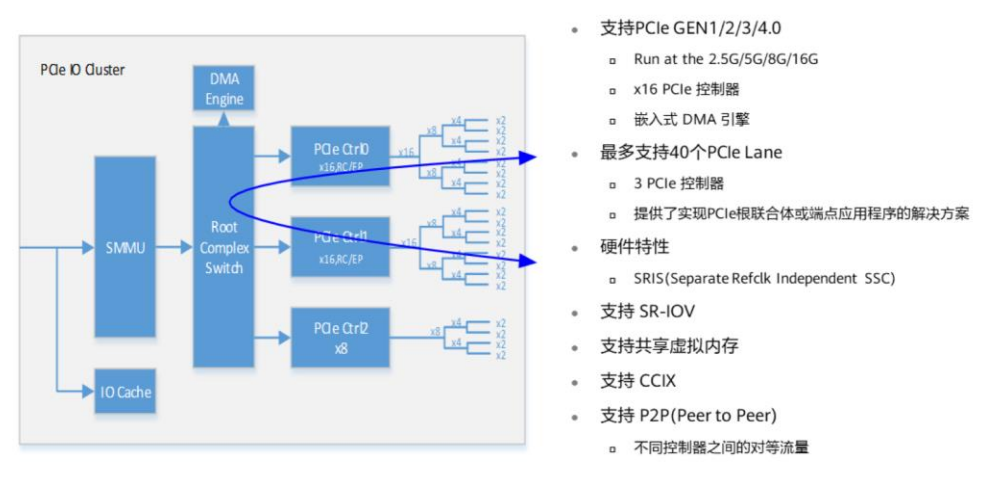 PCIe IO Cluster
DMA
Engine
SMMU
IO Cache
Root
Complex
Switch
PCIe Ctrl0
x16,RC/EP
x16
x8
x8
x4
x4
x4
x4
x2
x2
x2
x2
x2
x2
x2
x2
PCIe Ctrl1
x16,RC/EP
x16
x8
x8
x4
x4
x4
x4
x2
x2
x2
x2
x2
x2
x2
x2
PCIe Ctrl2
x8
x8
x4
x4
x2
x2
x2
x2
支持PCIe GEN1/2/3/4.0
Run at the 2.5G/5G/8G/16G
x16 PCIe 控制器
嵌入式 DMA 引擎
最多支持40个PCIe Lane
3 PCIe 控制器
提供了实现PCIe根联合体或端点应用程序的解决方案
硬件特性
SRIS(Separate Refclk Independent SSC)
支持 SR-IOV
支持共享虚拟内存
支持 CCIX
支持 P2P(Peer to Peer)
不同控制器之间的对等流量